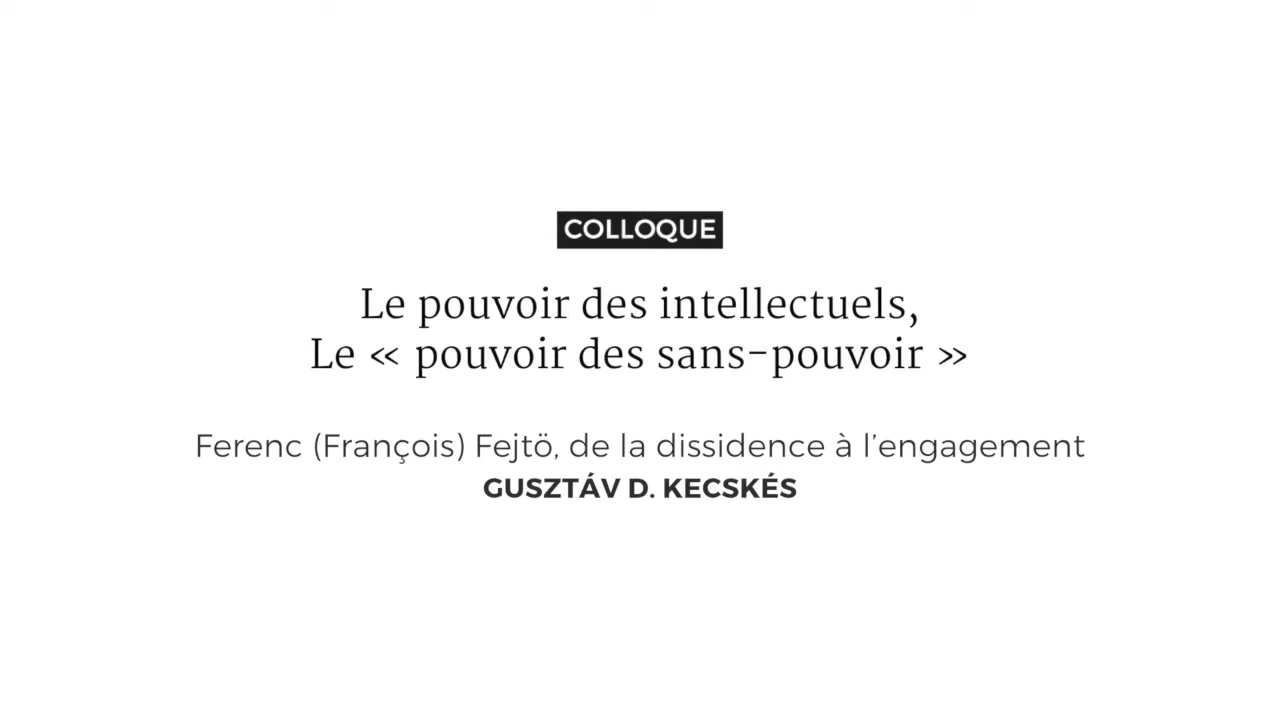 COLLOQUE
Le pouvoir des intellectuels,
Le « pouvoir des sans-pouvoir »
Ferenc (François) Fejtö, de la dissidence à l’engagement
GUSZTÁV D. KECSKÉS